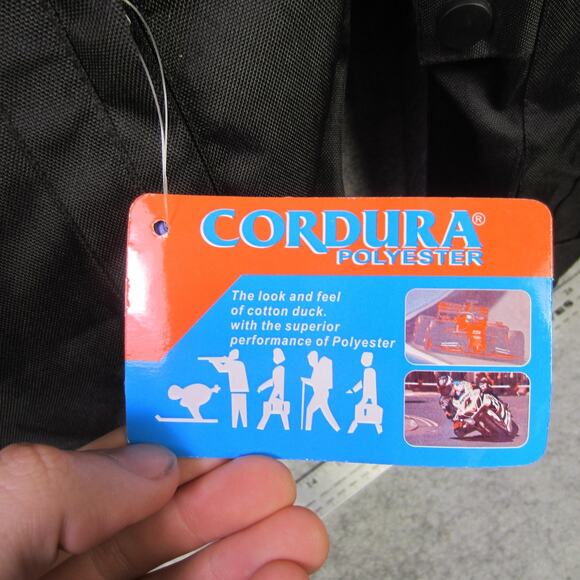 CORDURA®
POLYESTER
The look and feel
of cotton duck.
with the superior
performance of Polyester